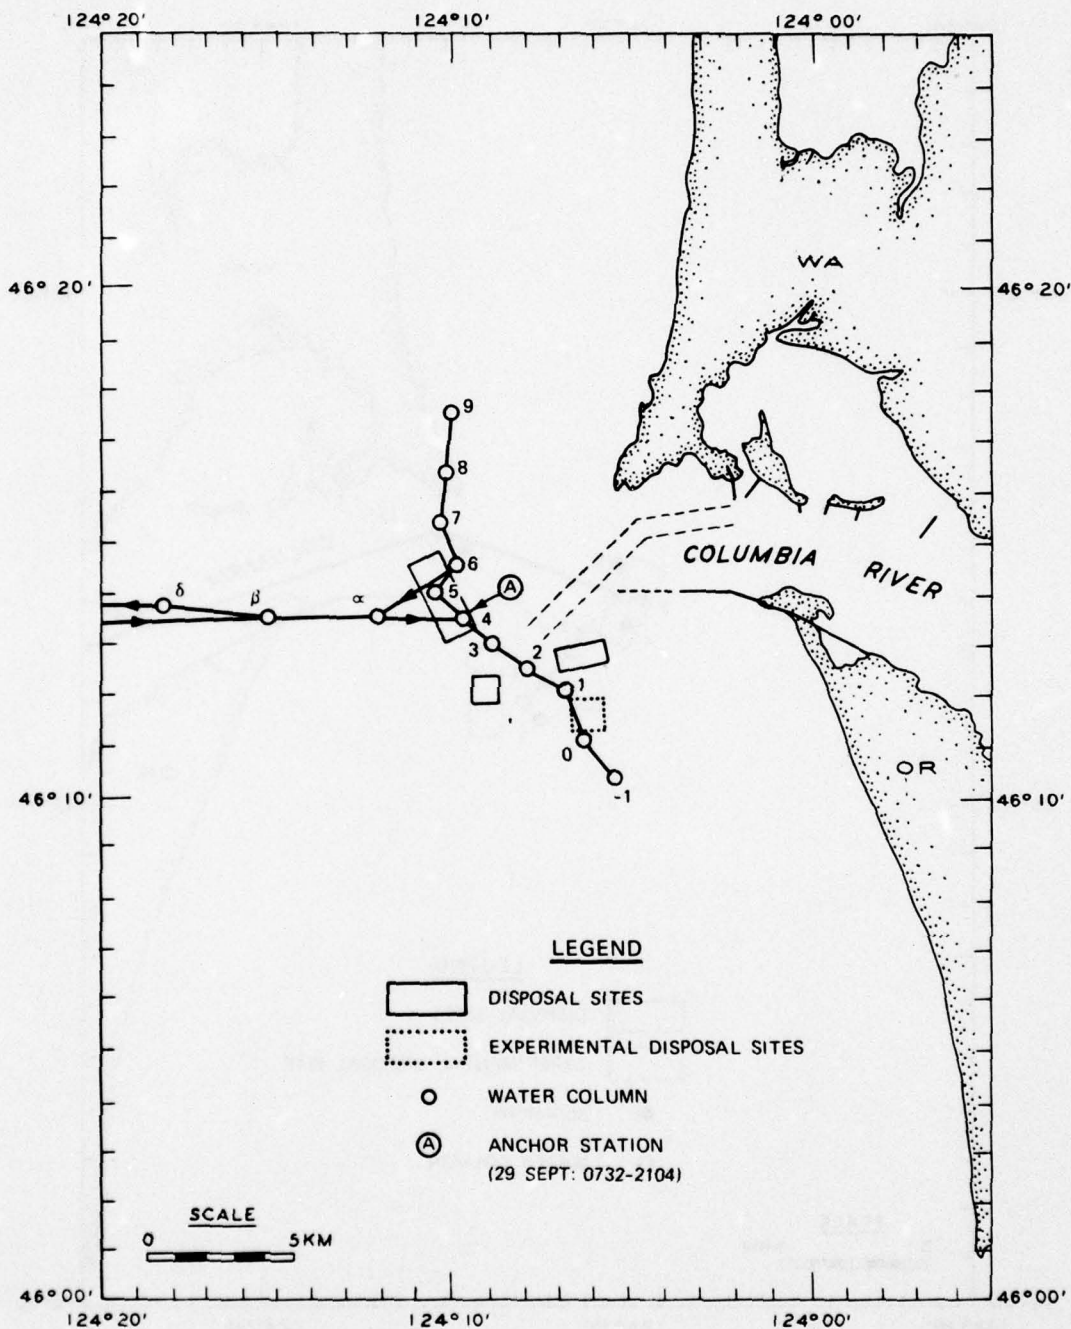 124° 20'
124° 10'
124° 00'
46° 20'
46° 20'
WA
9
8
7
6
5
A
4
3
2
1
0
-1
δ
β
α
COLUMBIA
RIVER
OR
46° 10'
46° 10'
LEGEND
DISPOSAL SITES
EXPERIMENTAL DISPOSAL SITES
WATER COLUMN
A
ANCHOR STATION
(29 SEPT: 0732-2104)
SCALE
0
5 KM
46° 00'
46° 00'
124° 20'
124° 10'
124° 00'